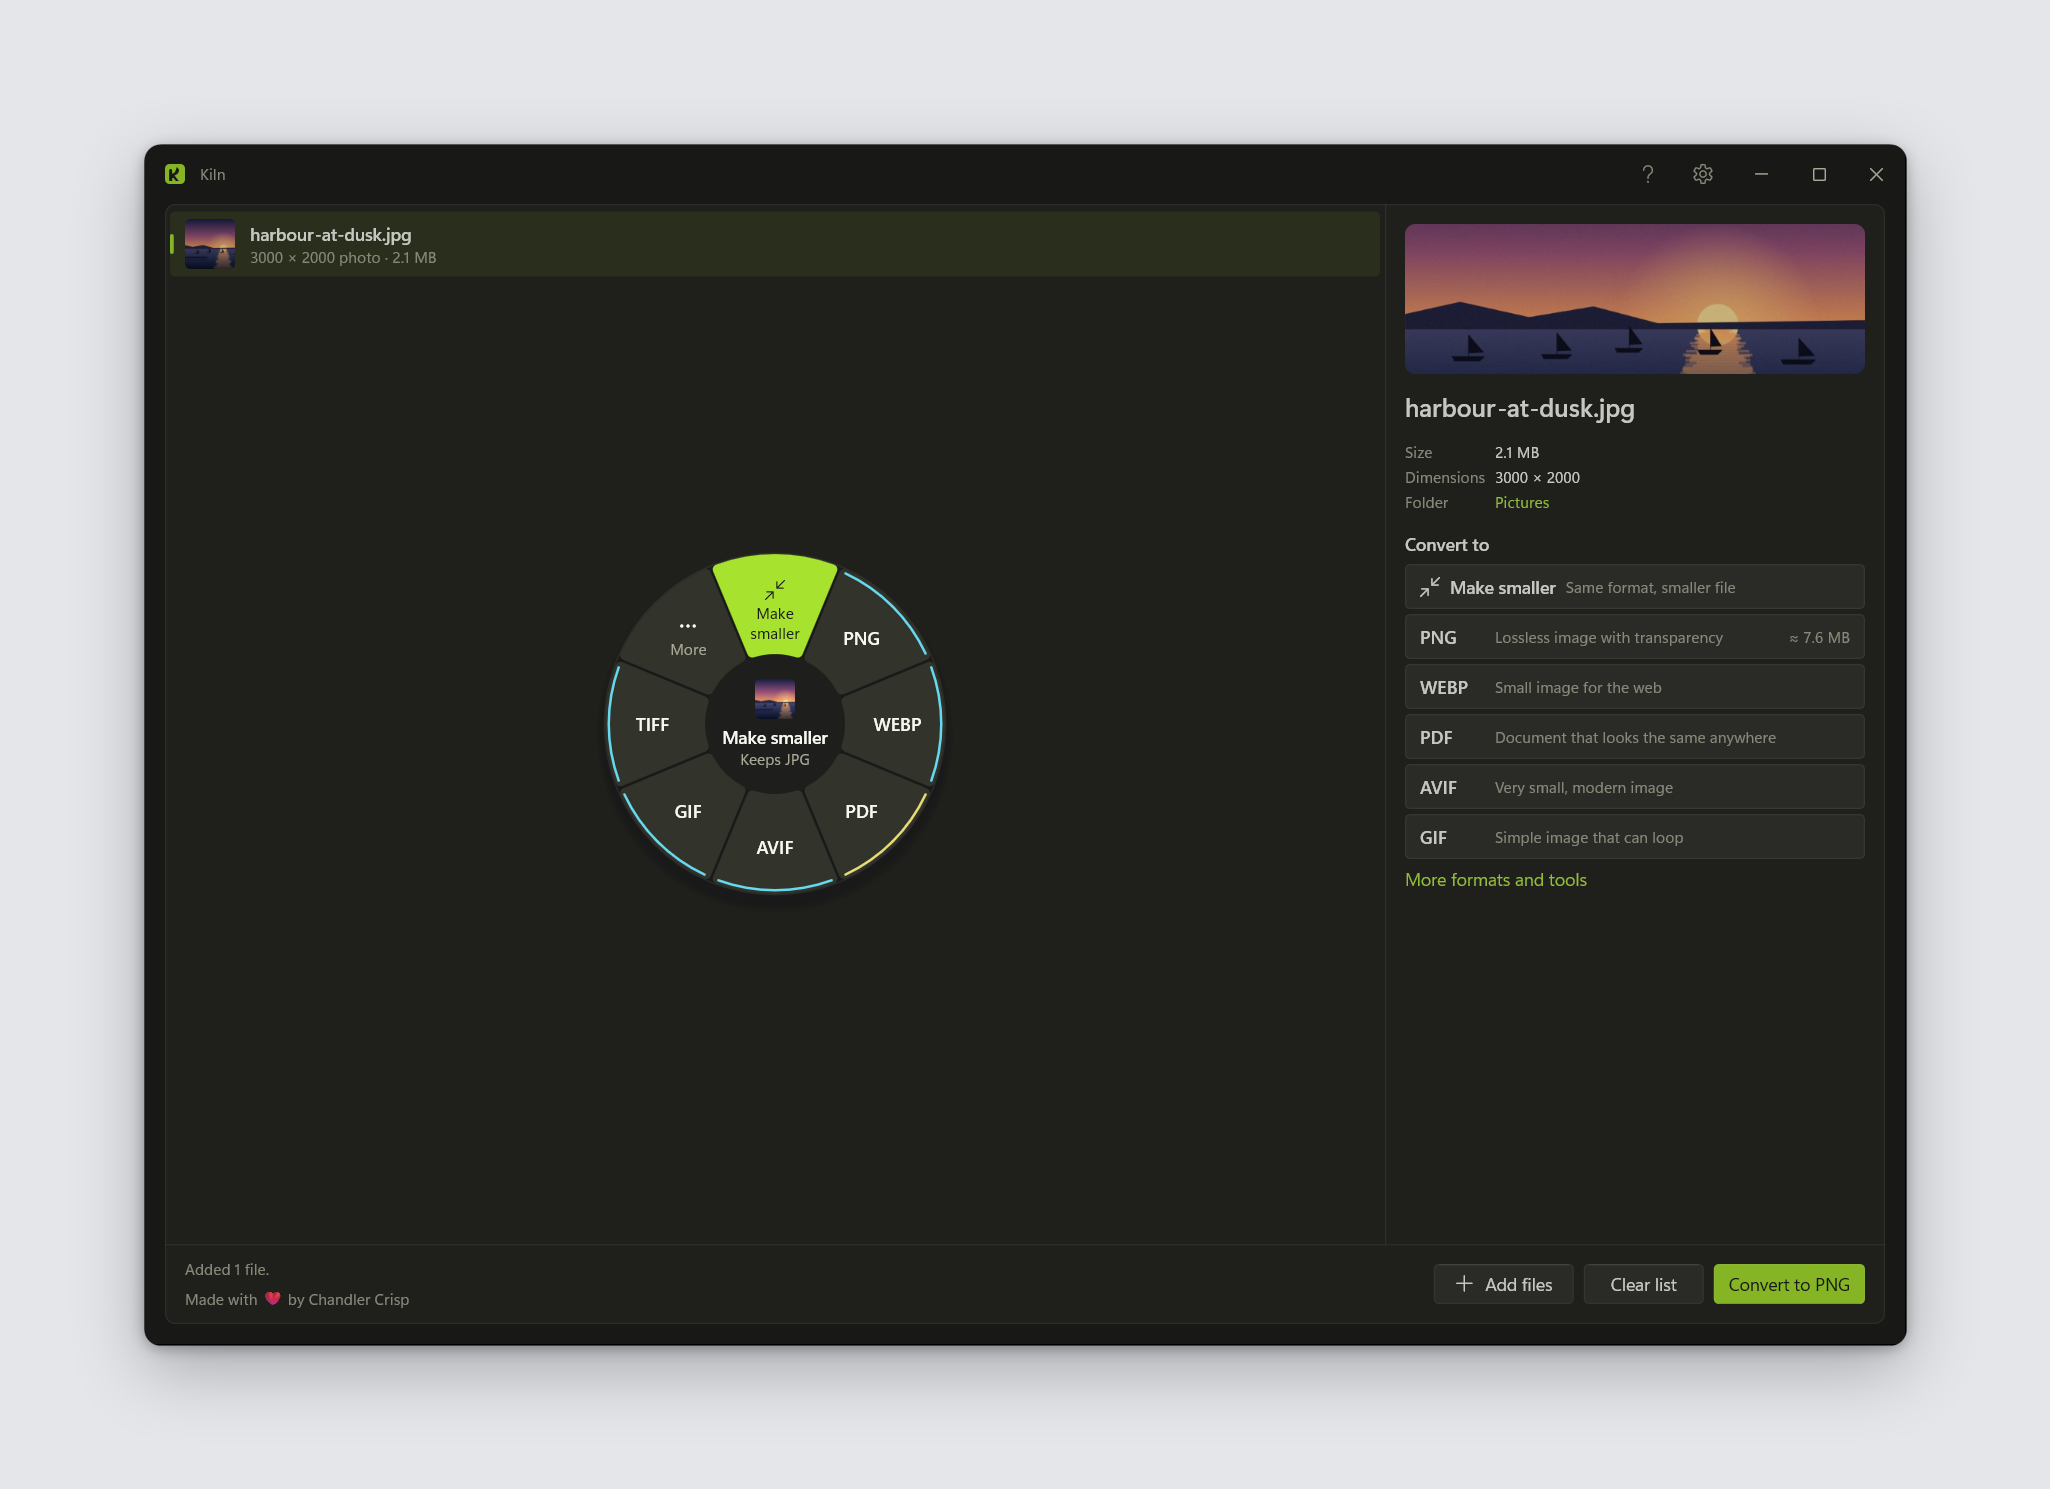 Kiln
harbour-at-dusk.jpg
3000 × 2000 photo · 2.1 MB
Make
smaller
PNG
WEBP
PDF
AVIF
GIF
TIFF
More
Make smaller
Keeps JPG
harbour-at-dusk.jpg
Size 2.1 MB
Dimensions 3000 × 2000
Folder Pictures
Convert to
Make smaller Same format, smaller file
PNG Lossless image with transparency ≈ 7.6 MB
WEBP Small image for the web
PDF Document that looks the same anywhere
AVIF Very small, modern image
GIF Simple image that can loop
More formats and tools
Added 1 file.
Made with ❤ by Chandler Crisp
Add files
Clear list
Convert to PNG